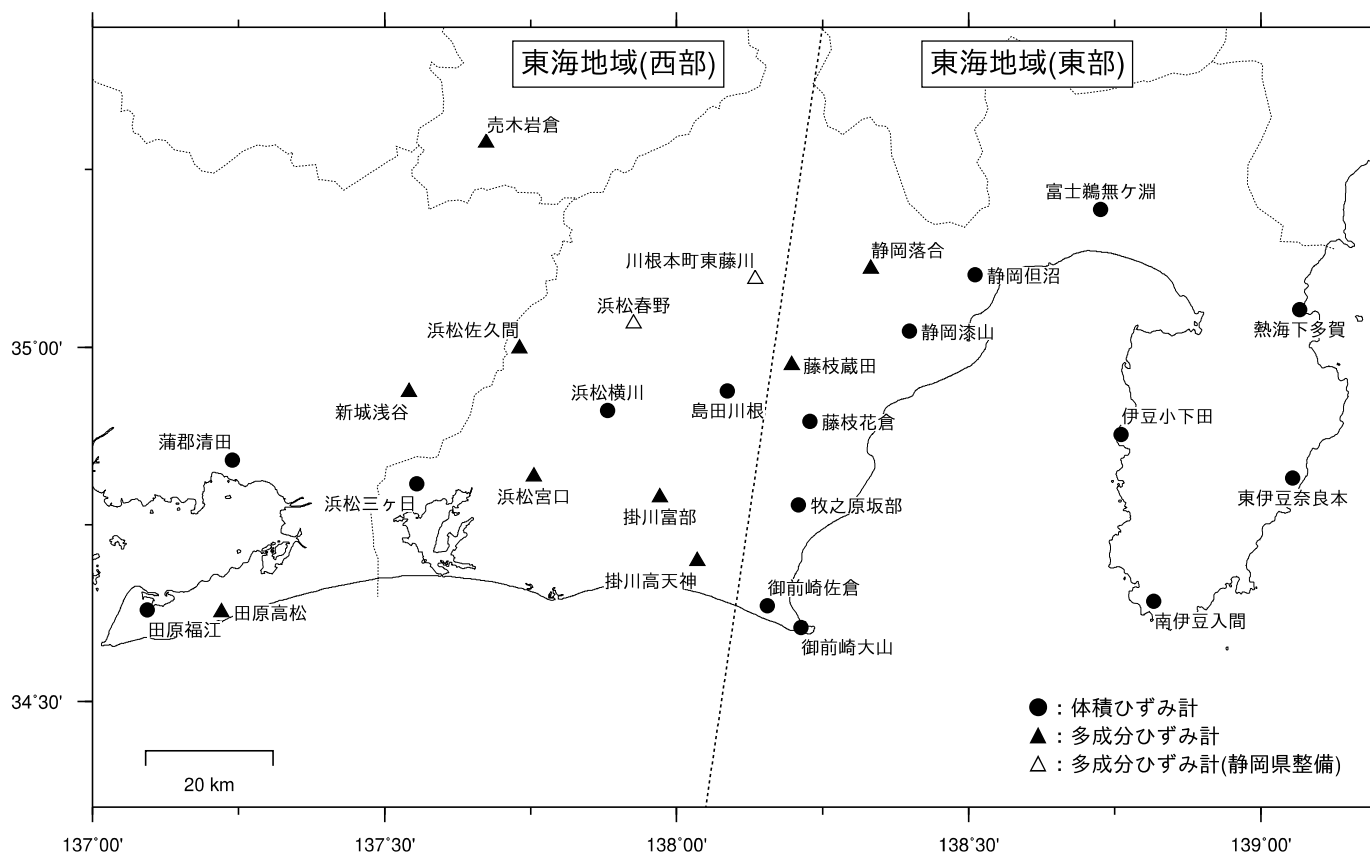 東海地域(西部)
東海地域(東部)
売木岩倉
富士鵜無ケ淵
静岡落合
川根本町東藤川
静岡但沼
浜松春野
熱海下多賀
浜松佐久間
静岡漆山
35°00'
藤枝蔵田
浜松横川
新城浅谷
島田川根
伊豆小下田
藤枝花倉
蒲郡清田
浜松三ヶ日
浜松宮口
東伊豆奈良本
牧之原坂部
掛川富部
掛川高天神
御前崎佐倉
田原高松
南伊豆入間
田原福江
御前崎大山
34°30'
：体積ひずみ計
：多成分ひずみ計
：多成分ひずみ計(静岡県整備)
20 km
137°00'
137°30'
138°00'
138°30'
139°00'